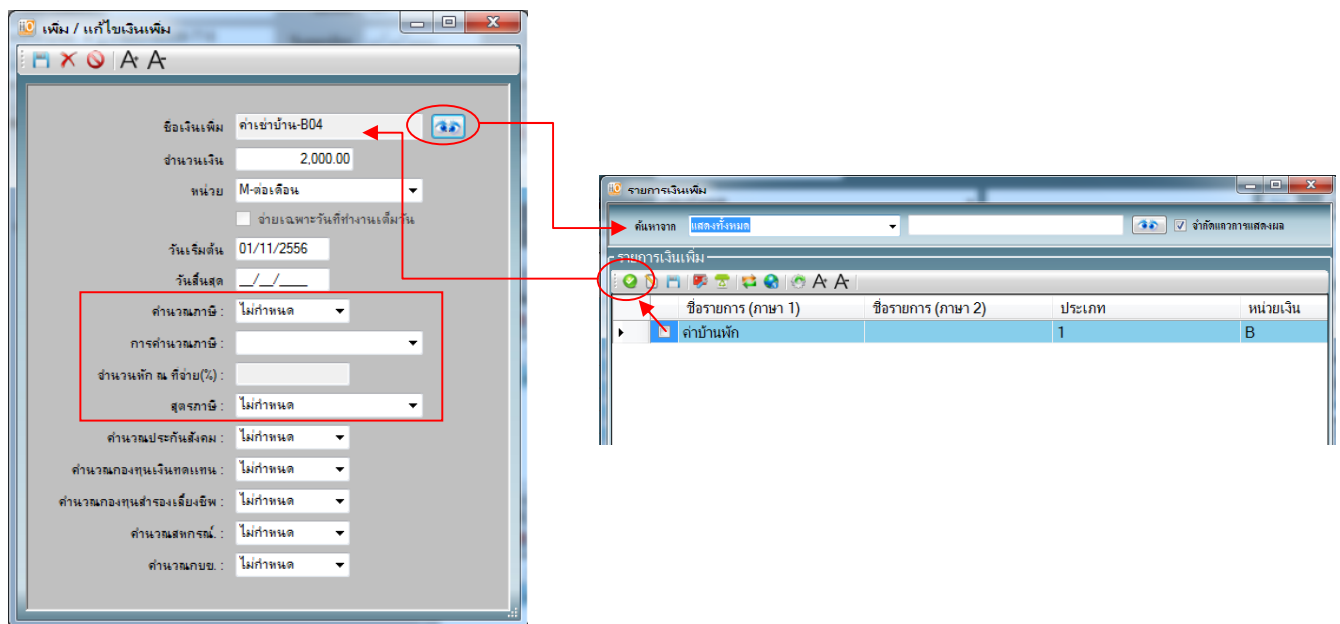 เพิ่ม / แก้ไขเงินเพิ่ม
A+ A-
ชื่อเงินเพิ่ม ค่าเช่าบ้าน-B04
จำนวนเงิน 2,000.00
หน่วย M-ต่อเดือน
จ่ายเฉพาะวันที่ทำงานเต็มวัน
วันเริ่มต้น 01/11/2556
วันสิ้นสุด __/__/____
คำนวณภาษี : ไม่กำหนด
การคำนวณภาษี :
จำนวนหัก ณ ที่จ่าย(%) :
สูตรภาษี : ไม่กำหนด
คำนวณประกันสังคม : ไม่กำหนด
คำนวณกองทุนเงินทดแทน : ไม่กำหนด
คำนวณกองทุนสำรองเลี้ยงชีพ : ไม่กำหนด
คำนวณสหกรณ์. : ไม่กำหนด
คำนวณกบข. : ไม่กำหนด
รายการเงินเพิ่ม
ค้นหาจาก แสดงทั้งหมด จำกัดแถวการแสดงผล
รายการเงินเพิ่ม
A+ A-
ชื่อรายการ (ภาษา 1) ชื่อรายการ (ภาษา 2) ประเภท หน่วยเงิน
ค่าบ้านพัก 1 B